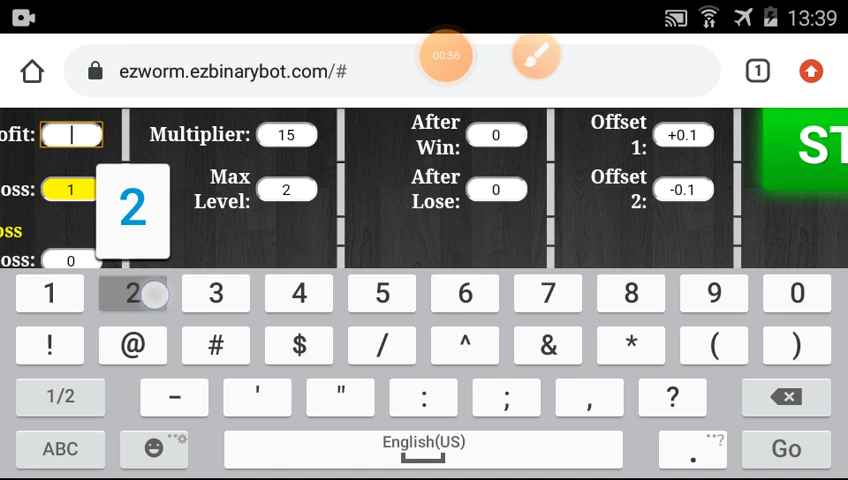 13:39
ezworm.ezbinarybot.com/#
1
00:56
ofit:
Multiplier: 15
After Win: 0
Offset 1: +0.1
ST
oss: 1
Max Level: 2
After Lose: 0
Offset 2: -0.1
oss
oss: 0
2
1 2 3 4 5 6 7 8 9 0
! @ # $ / ^ & * ( )
1/2 - ' " : ; , ?
ABC English(US) . ,,? Go